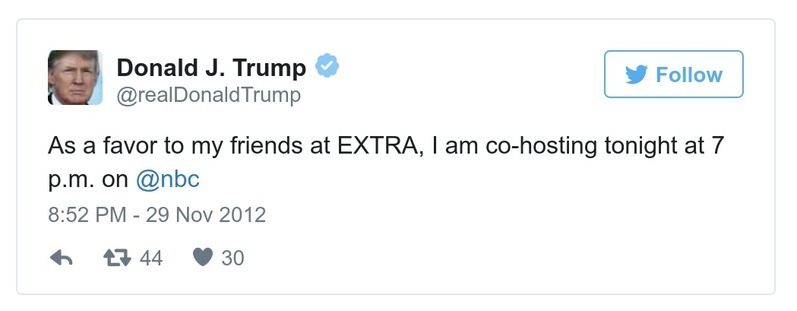 Donald J. Trump
@realDonaldTrump
Follow
As a favor to my friends at EXTRA, I am co-hosting tonight at 7
p.m. on @nbc
8:52 PM - 29 Nov 2012
44 30